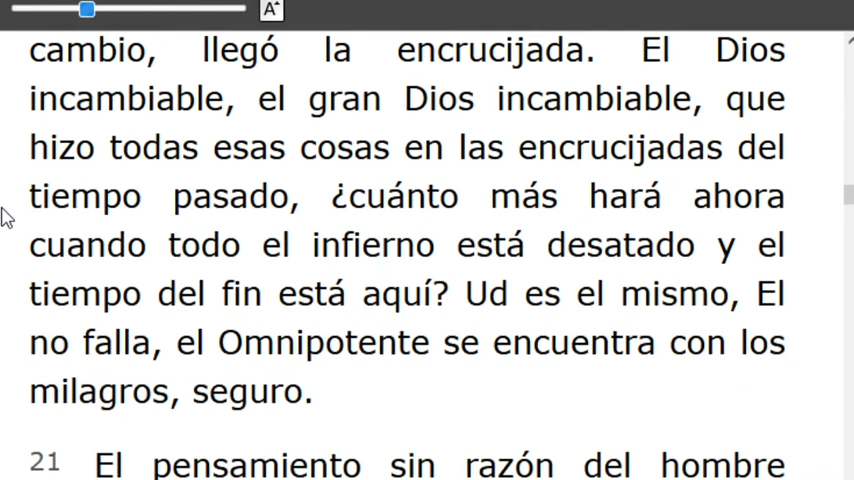 A
cambio, llegó la encrucijada. El Dios
incambiable, el gran Dios incambiable, que
hizo todas esas cosas en las encrucijadas del
tiempo pasado, ¿cuánto más hará ahora
cuando todo el infierno está desatado y el
tiempo del fin está aquí? Ud es el mismo, El
no falla, el Omnipotente se encuentra con los
milagros, seguro.
21 El pensamiento sin razón del hombre